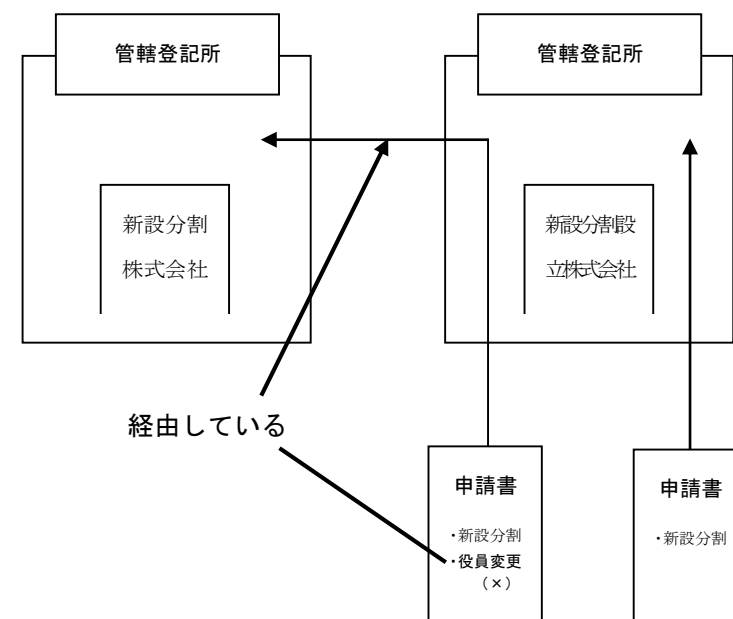 管轄登記所
管轄登記所
新設分割
株式会社
新設分割設
立株式会社
経由している
申請書
・新設分割
・役員変更
(×)
申請書
・新設分割